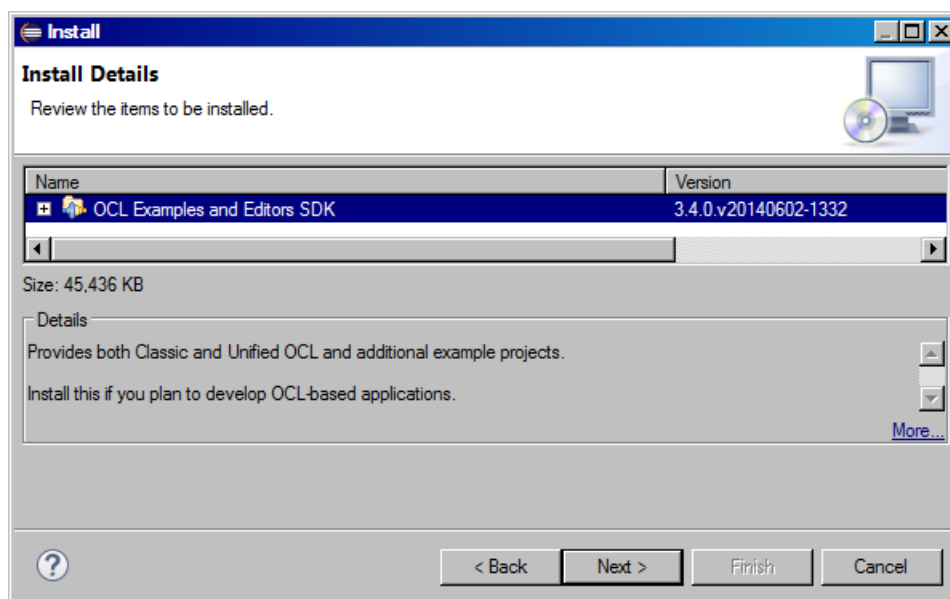 Install
Install Details
Review the items to be installed.
Name Version
OCL Examples and Editors SDK 3.4.0.v20140602-1332
Size: 45,436 KB
Details
Provides both Classic and Unified OCL and additional example projects.
Install this if you plan to develop OCL-based applications.
More...
? < Back Next > Finish Cancel